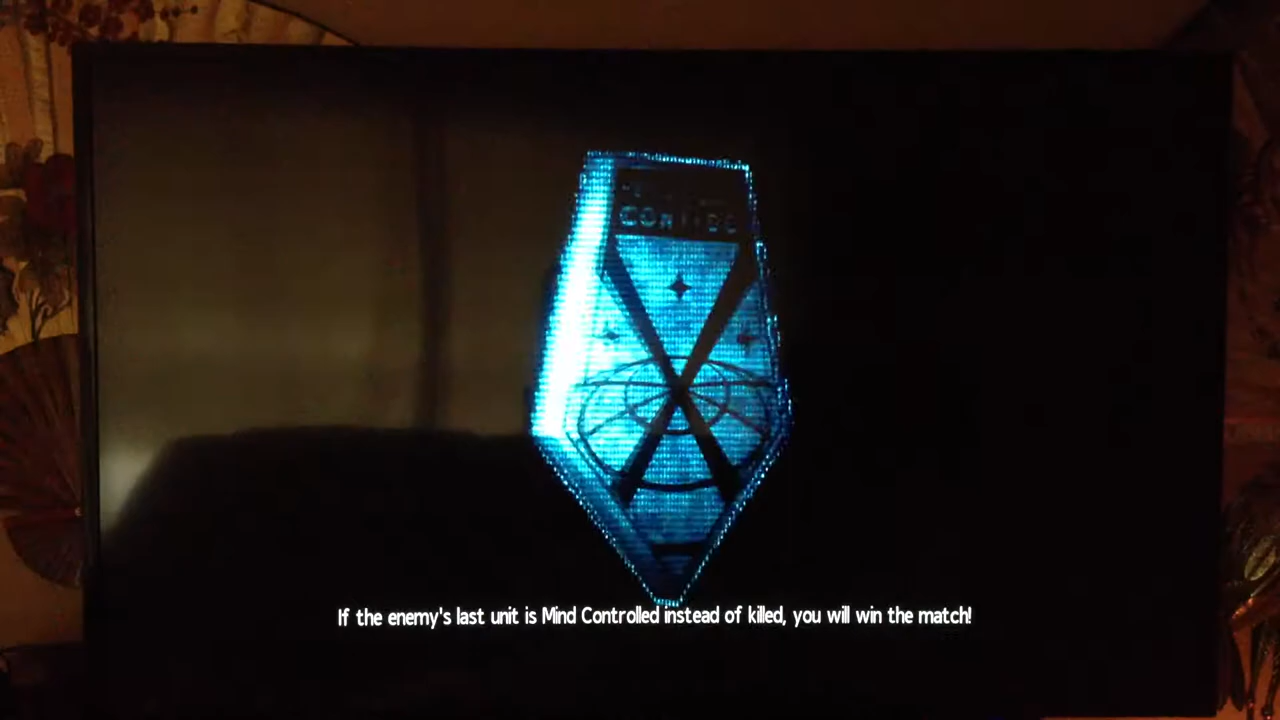 If the enemy's last unit is Mind Controlled instead of killed, you will win the match!